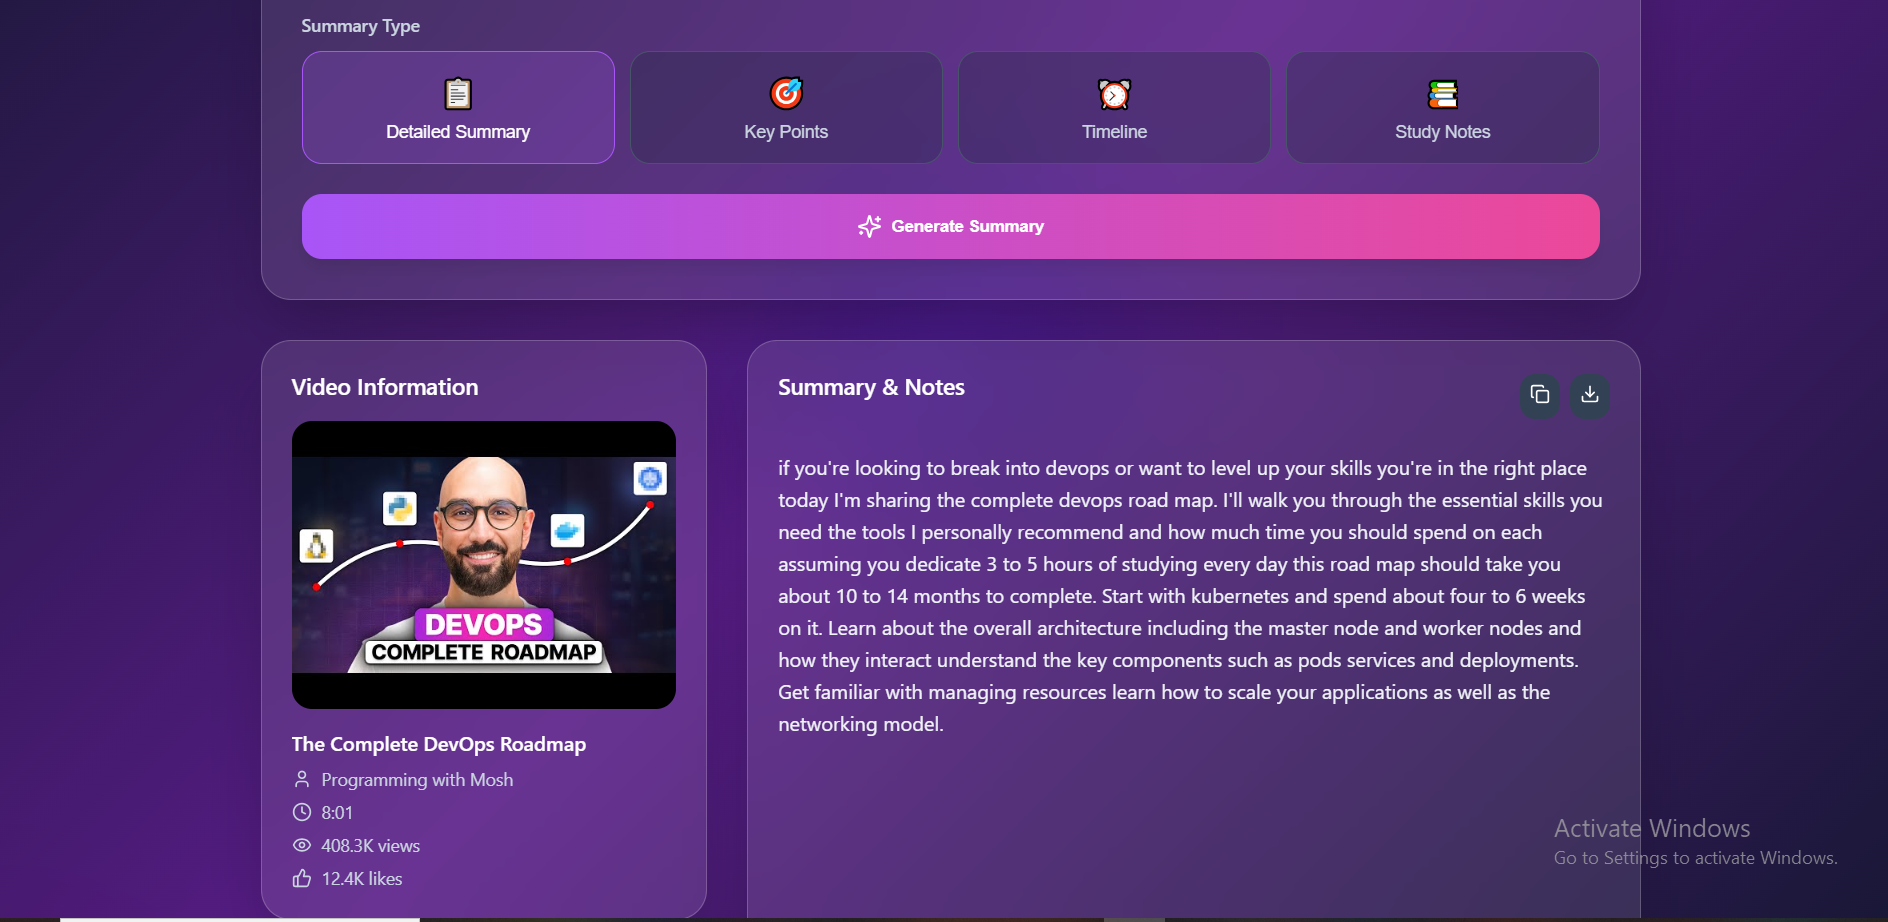 Summary Type
Detailed Summary
Key Points
Timeline
Study Notes
Generate Summary
Video Information
DEVOPS
COMPLETE ROADMAP
The Complete DevOps Roadmap
Programming with Mosh
8:01
408.3K views
12.4K likes
Summary & Notes
if you're looking to break into devops or want to level up your skills you're in the right place
today I'm sharing the complete devops road map. I'll walk you through the essential skills you
need the tools I personally recommend and how much time you should spend on each
assuming you dedicate 3 to 5 hours of studying every day this road map should take you
about 10 to 14 months to complete. Start with kubernetes and spend about four to 6 weeks
on it. Learn about the overall architecture including the master node and worker nodes and
how they interact understand the key components such as pods services and deployments.
Get familiar with managing resources learn how to scale your applications as well as the
networking model.
Activate Windows
Go to Settings to activate Windows.